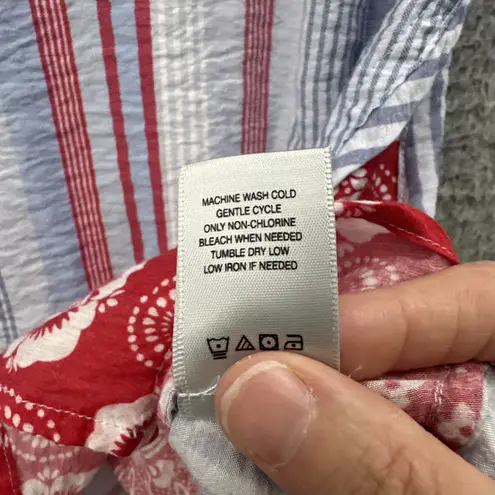 MACHINE WASH COLD
GENTLE CYCLE
ONLY NON-CHLORINE
BLEACH WHEN NEEDED
TUMBLE DRY LOW
LOW IRON IF NEEDED